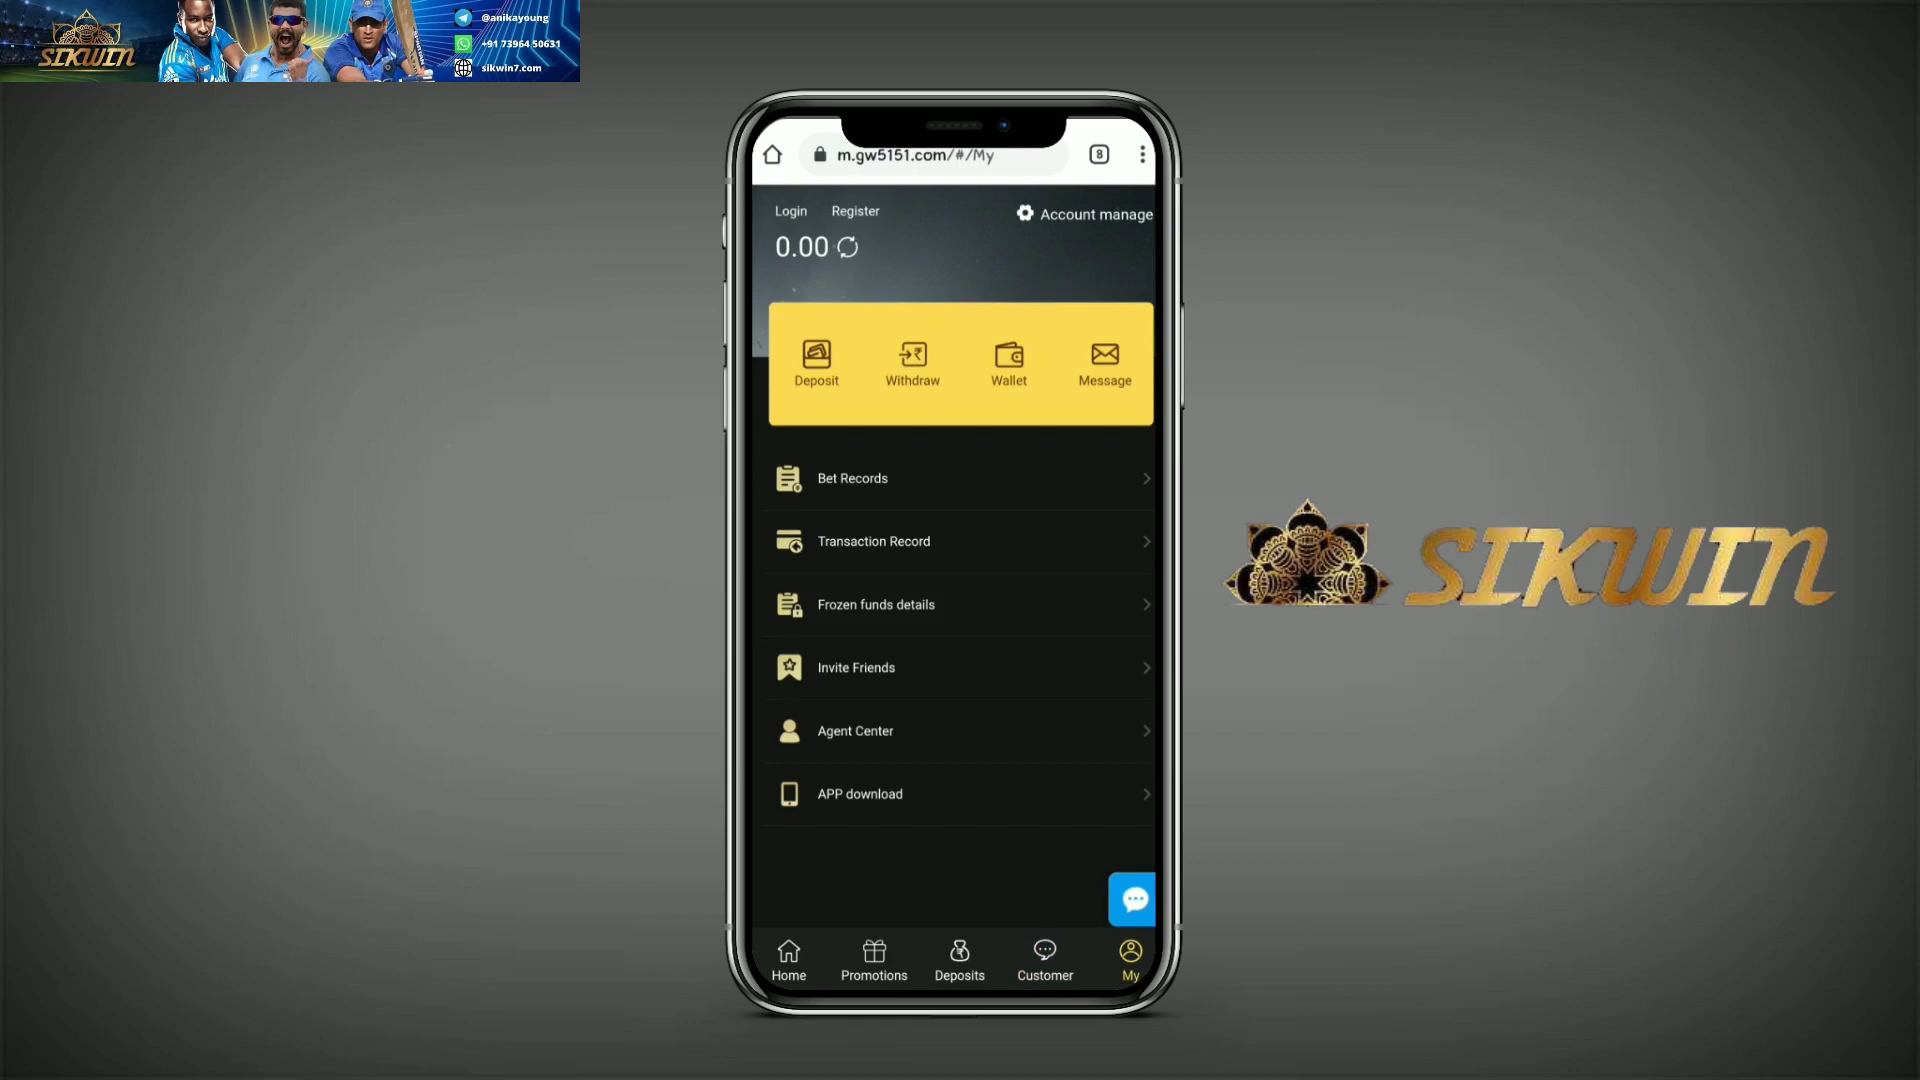 SIKWIN
@anikayoung
+91 73964 50631
sikwin7.com
m.gw5151.com/#/My
8
Login Register
Account manage
0.00
Deposit Withdraw Wallet Message
Bet Records
Transaction Record
Frozen funds details
Invite Friends
Agent Center
APP download
SIKWIN
Home Promotions Deposits Customer My